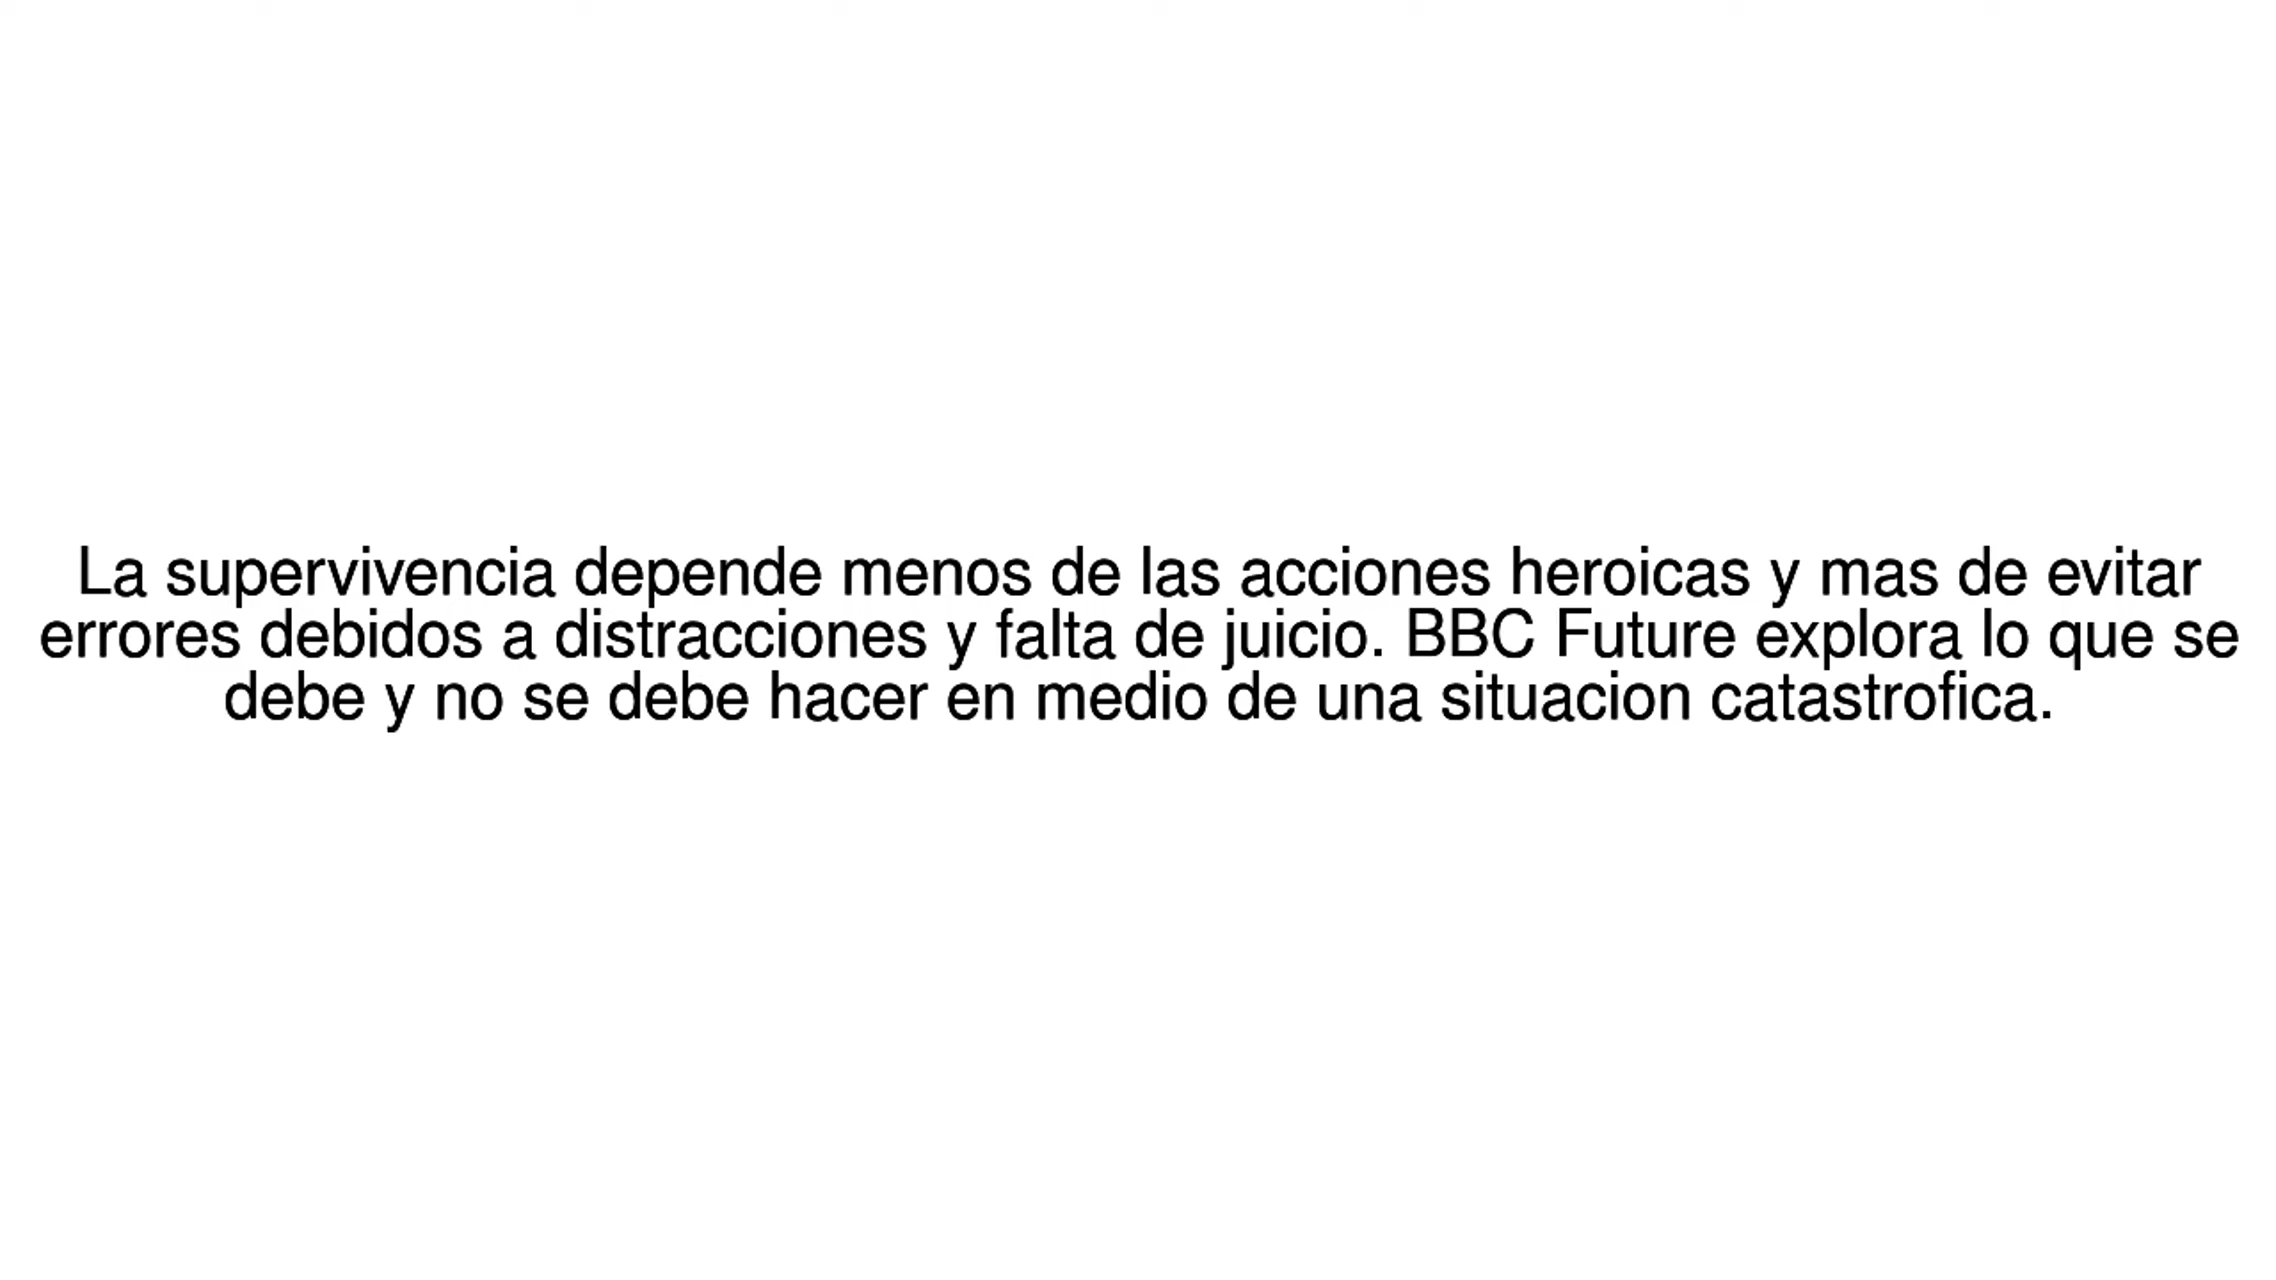 La supervivencia depende menos de las acciones heroicas y mas de evitar
errores debidos a distracciones y falta de juicio. BBC Future explora lo que se
debe y no se debe hacer en medio de una situacion catastrofica.